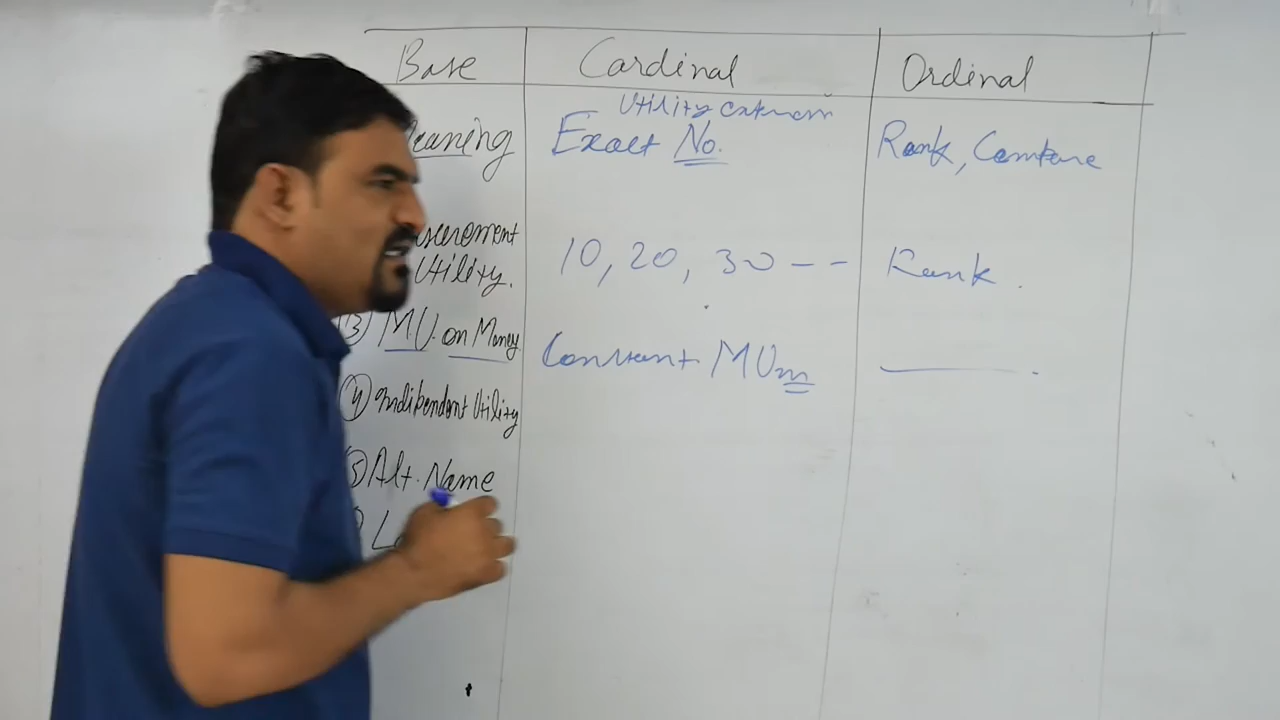 Base Cardinal Ordinal
Utility
Exact No. Rank, Compare
Utility. 10, 20, 30 - - Rank.
③ MU. on Money Constant MUm
④ Indipendent Utility
⑤ Alt. Name